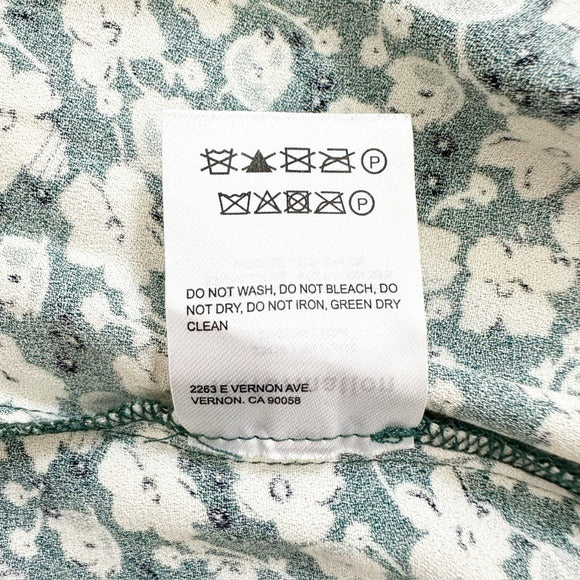 P
P
DO NOT WASH, DO NOT BLEACH, DO
NOT DRY, DO NOT IRON, GREEN DRY
CLEAN
2263 E VERNON AVE.
VERNON. CA 90058